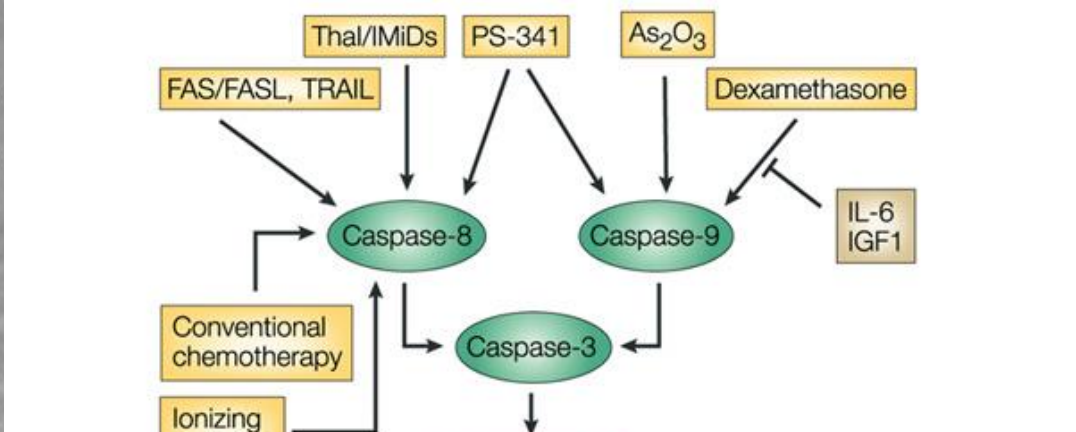 Thal/IMiDs
PS-341
As₂O₃
FAS/FASL, TRAIL
Dexamethasone
IL-6
IGF1
Caspase-8
Caspase-9
Conventional
chemotherapy
Caspase-3
Ionizing